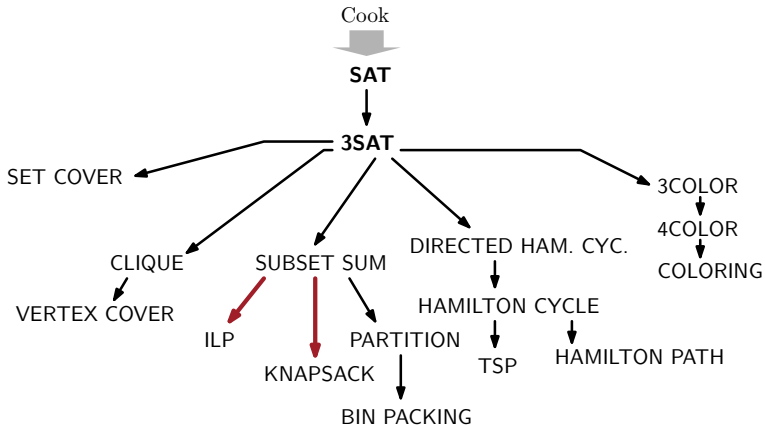 Cook
SAT
3SAT
SET COVER
3COLOR
4COLOR
DIRECTED HAM. CYC.
CLIQUE
SUBSET SUM
COLORING
HAMILTON CYCLE
VERTEX COVER
ILP
PARTITION
HAMILTON PATH
TSP
KNAPSACK
BIN PACKING